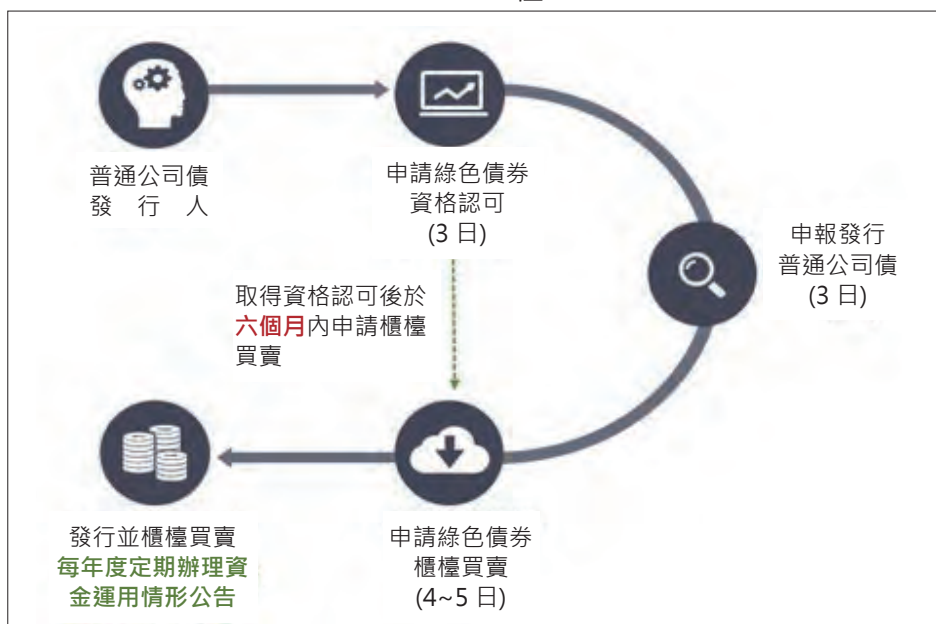 普通公司債
發 行 人
申請綠色債券
資格認可
(3 日)
申報發行
普通公司債
(3 日)
取得資格認可後於
六個月內申請櫃檯
買賣
申請綠色債券
櫃檯買賣
(4~5 日)
發行並櫃檯買賣
每年度定期辦理資
金運用情形公告